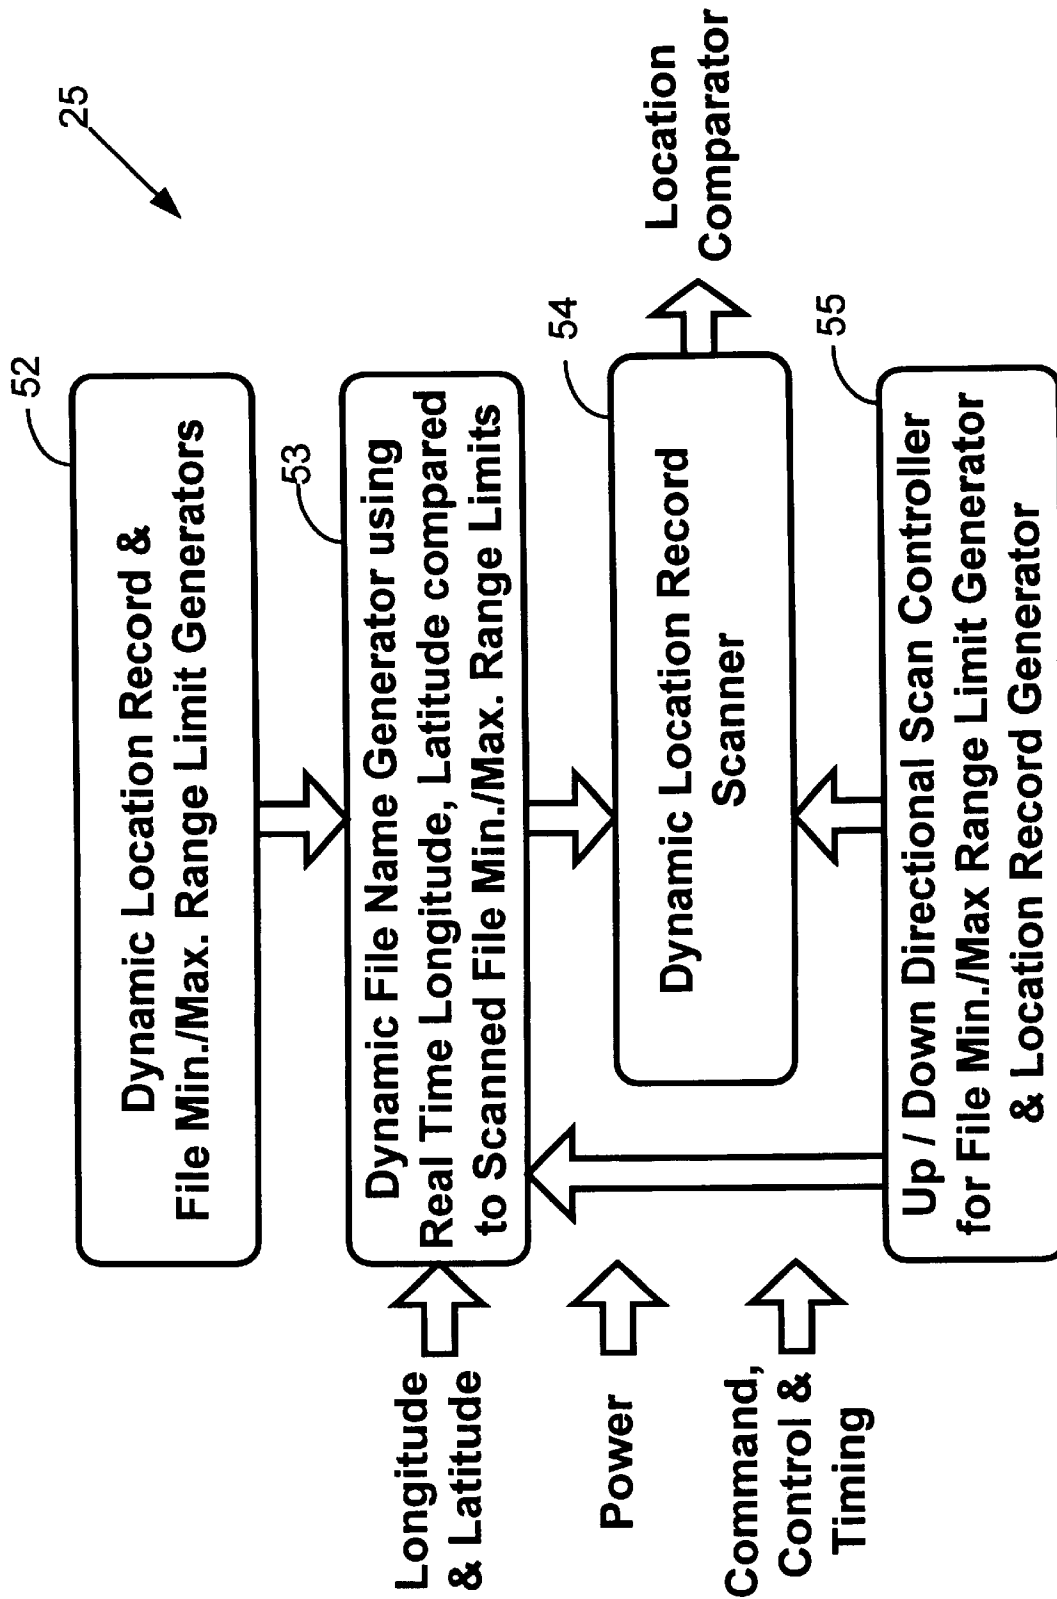 25
52
Dynamic Location Record &
File Min./Max. Range Limit Generators
53
Longitude
& Latitude
Dynamic File Name Generator using
Real Time Longitude, Latitude compared
to Scanned File Min./Max. Range Limits
54
Power
Dynamic Location Record
Scanner
Location
Comparator
Command,
Control &
Timing
55
Up / Down Directional Scan Controller
for File Min./Max Range Limit Generator
& Location Record Generator